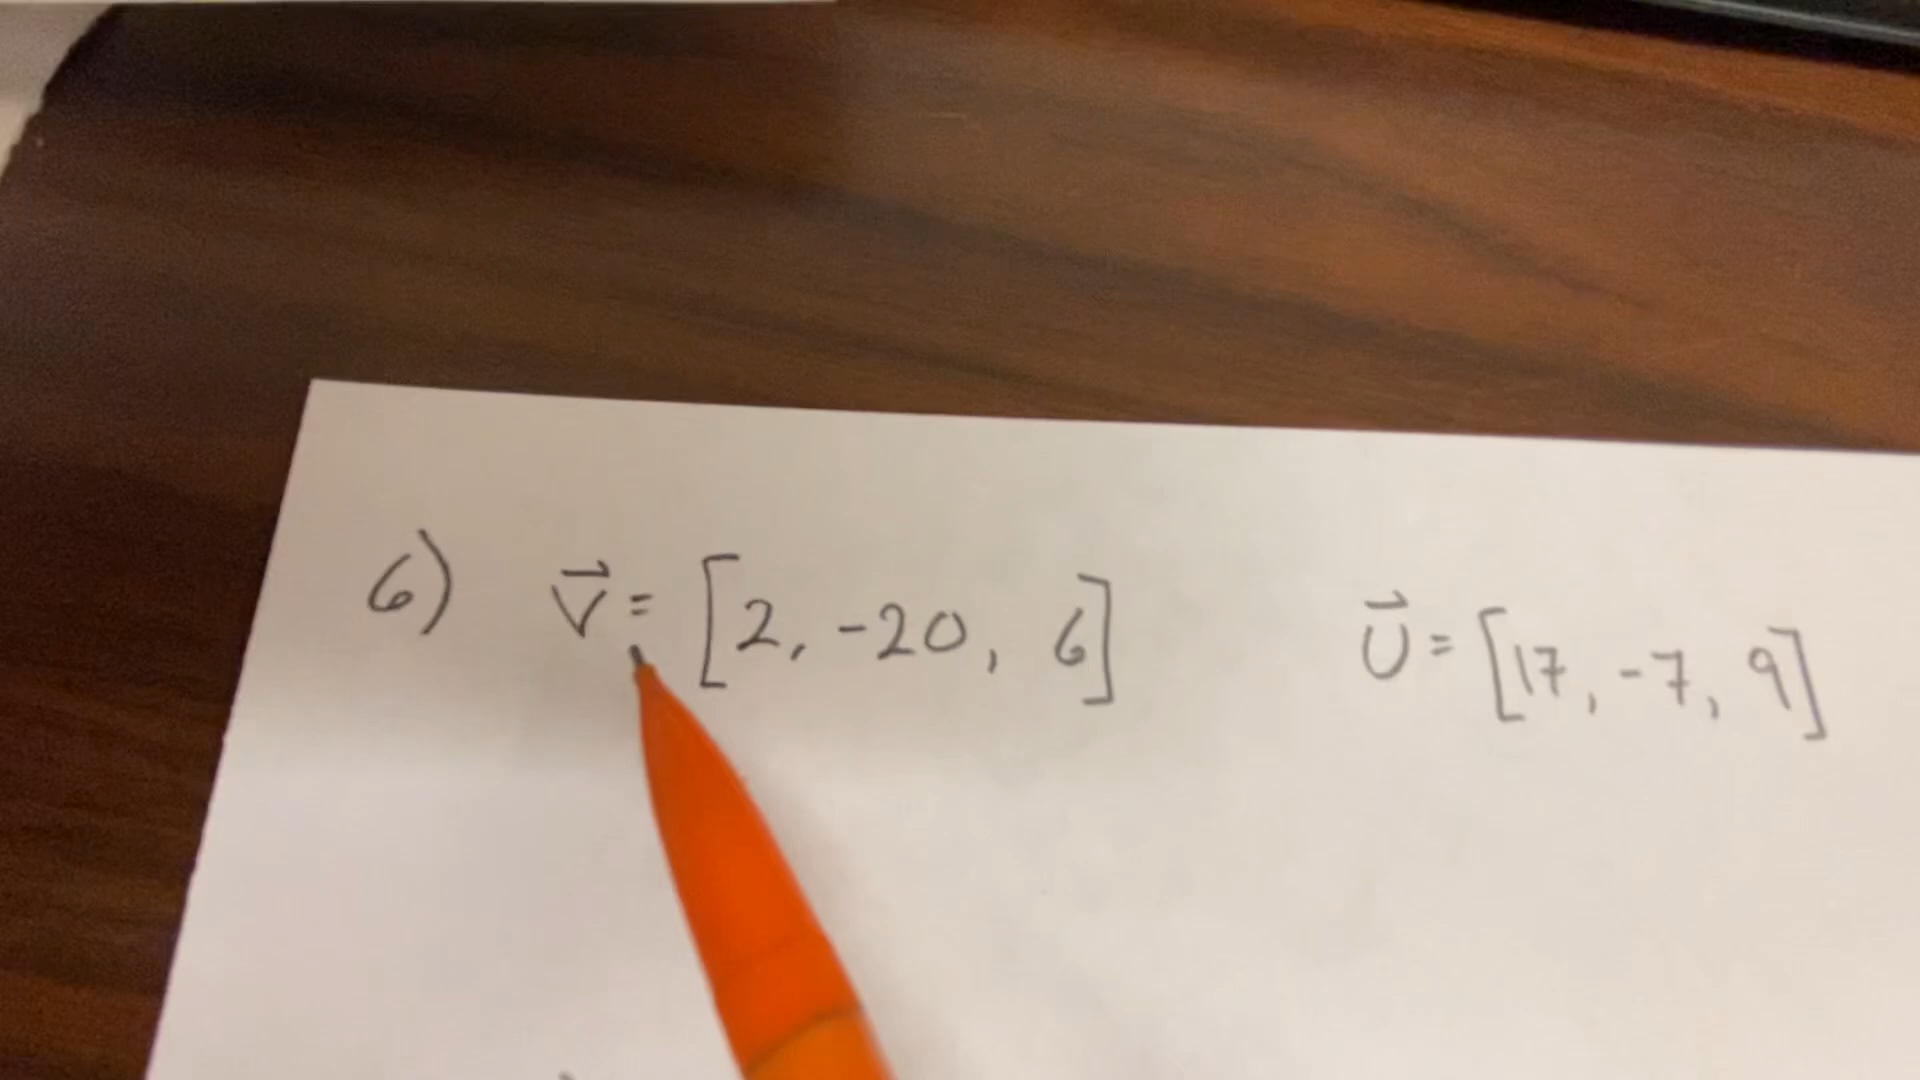 6) V⃗ = [2, -20, 6] U⃗ = [17, -7, 9]